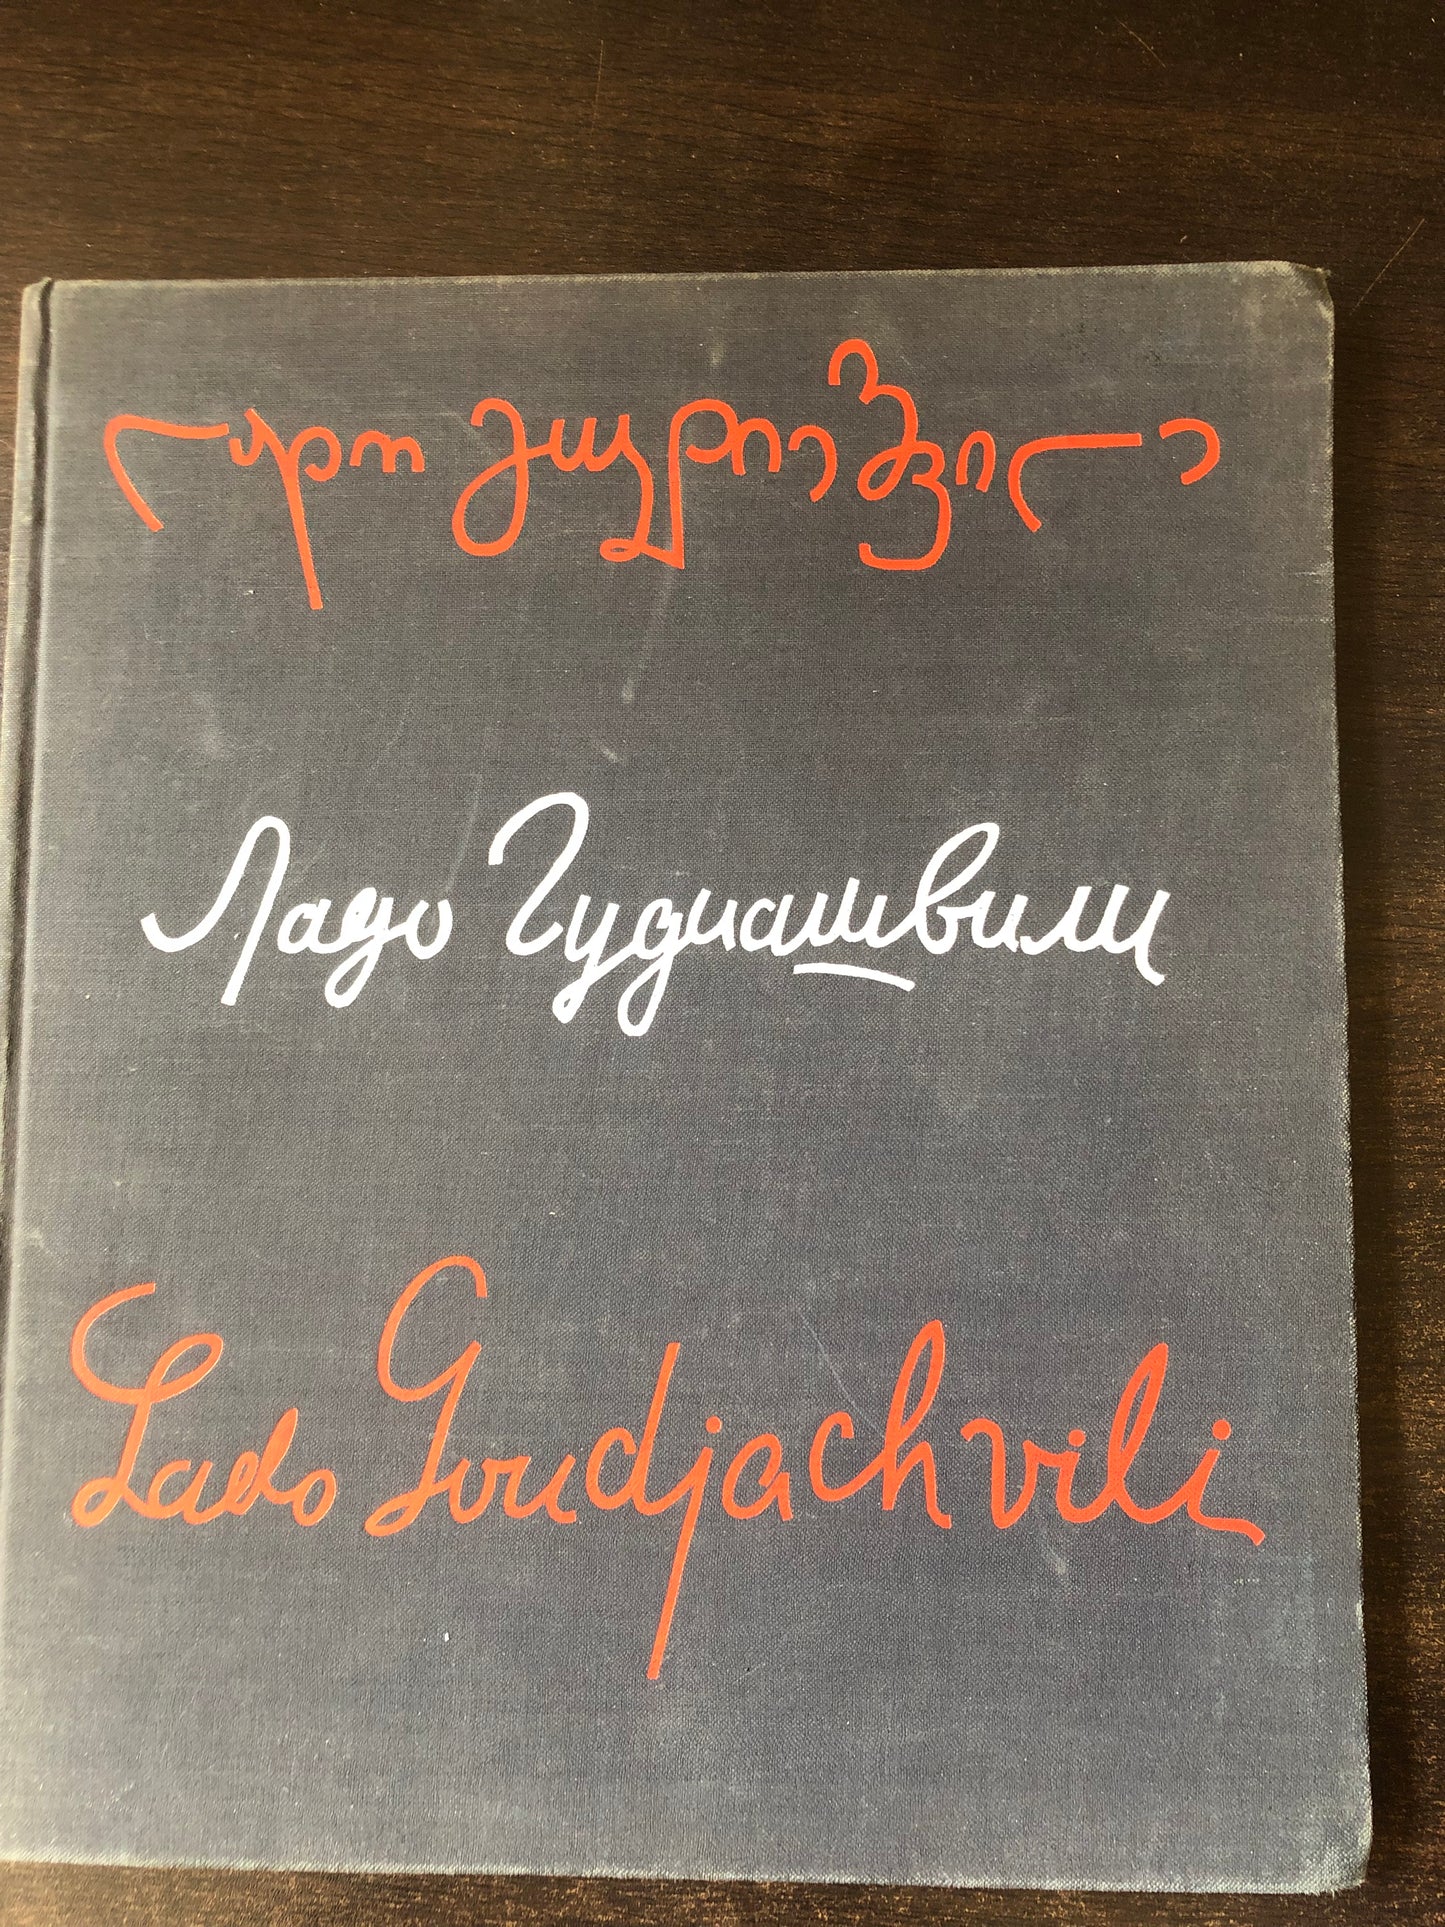 ლადო გუდიაშვილი
Ладо Гудиашвили
Lado Goudjachvili